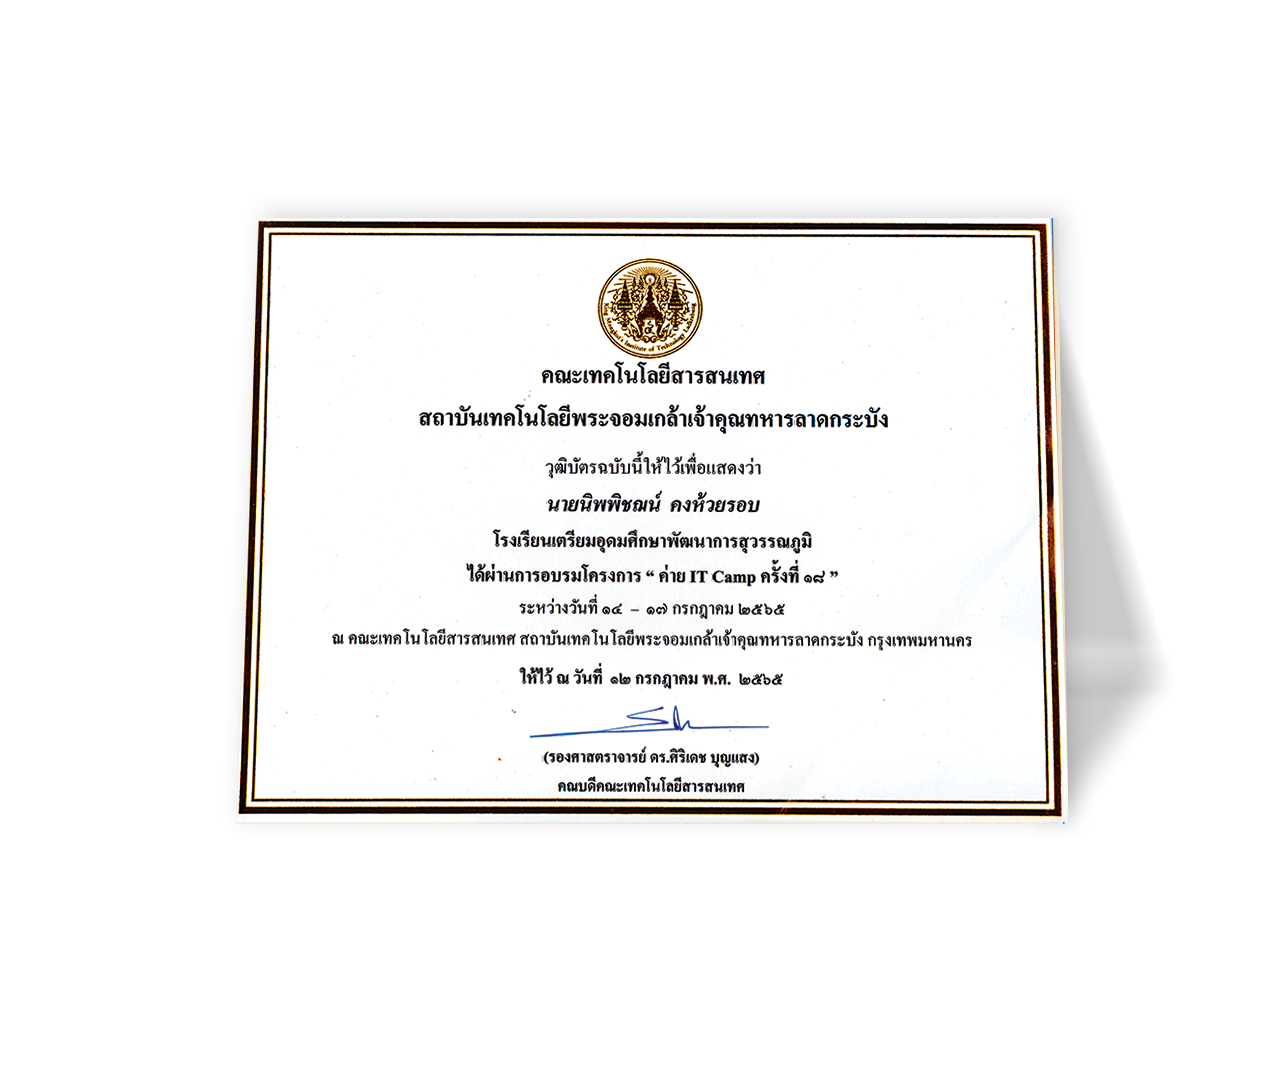 King Mongkut's Institute of Technology Ladkrabang
คณะเทคโนโลยีสารสนเทศ
สถาบันเทคโนโลยีพระจอมเกล้าเจ้าคุณทหารลาดกระบัง
วุฒิบัตรฉบับนี้ให้ไว้เพื่อแสดงว่า
นายนิพพิชฌน์ คงห้วยรอบ
โรงเรียนเตรียมอุดมศึกษาพัฒนาการสุวรรณภูมิ
ได้ผ่านการอบรมโครงการ “ ค่าย IT Camp ครั้งที่ ๑๘ ”
ระหว่างวันที่ ๑๔ – ๑๗ กรกฎาคม ๒๕๖๕
ณ คณะเทคโนโลยีสารสนเทศ สถาบันเทคโนโลยีพระจอมเกล้าเจ้าคุณทหารลาดกระบัง กรุงเทพมหานคร
ให้ไว้ ณ วันที่ ๑๒ กรกฎาคม พ.ศ. ๒๕๖๕
(รองศาสตราจารย์ ดร.ศิริเดช บุญแสง)
คณบดีคณะเทคโนโลยีสารสนเทศ